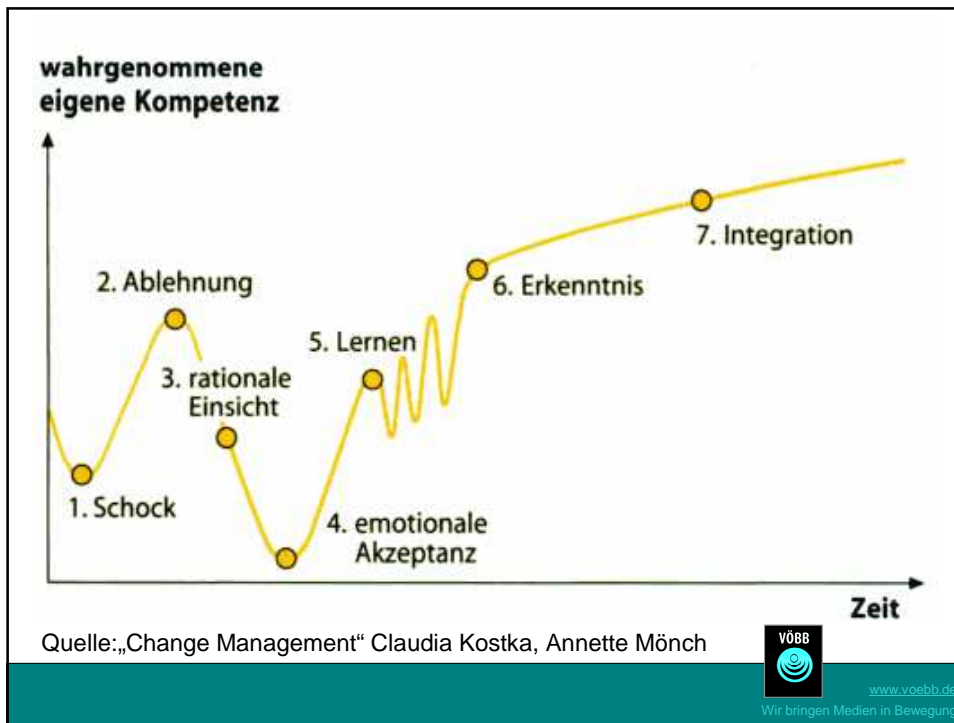 wahrgenommene
eigene Kompetenz
7. Integration
6. Erkenntnis
2. Ablehnung
5. Lernen
3. rationale
Einsicht
1. Schock
4. emotionale
Akzeptanz
Zeit
Quelle:„Change Management“ Claudia Kostka, Annette Mönch
VÖBB
www.voebb.de
Wir bringen Medien in Bewegung